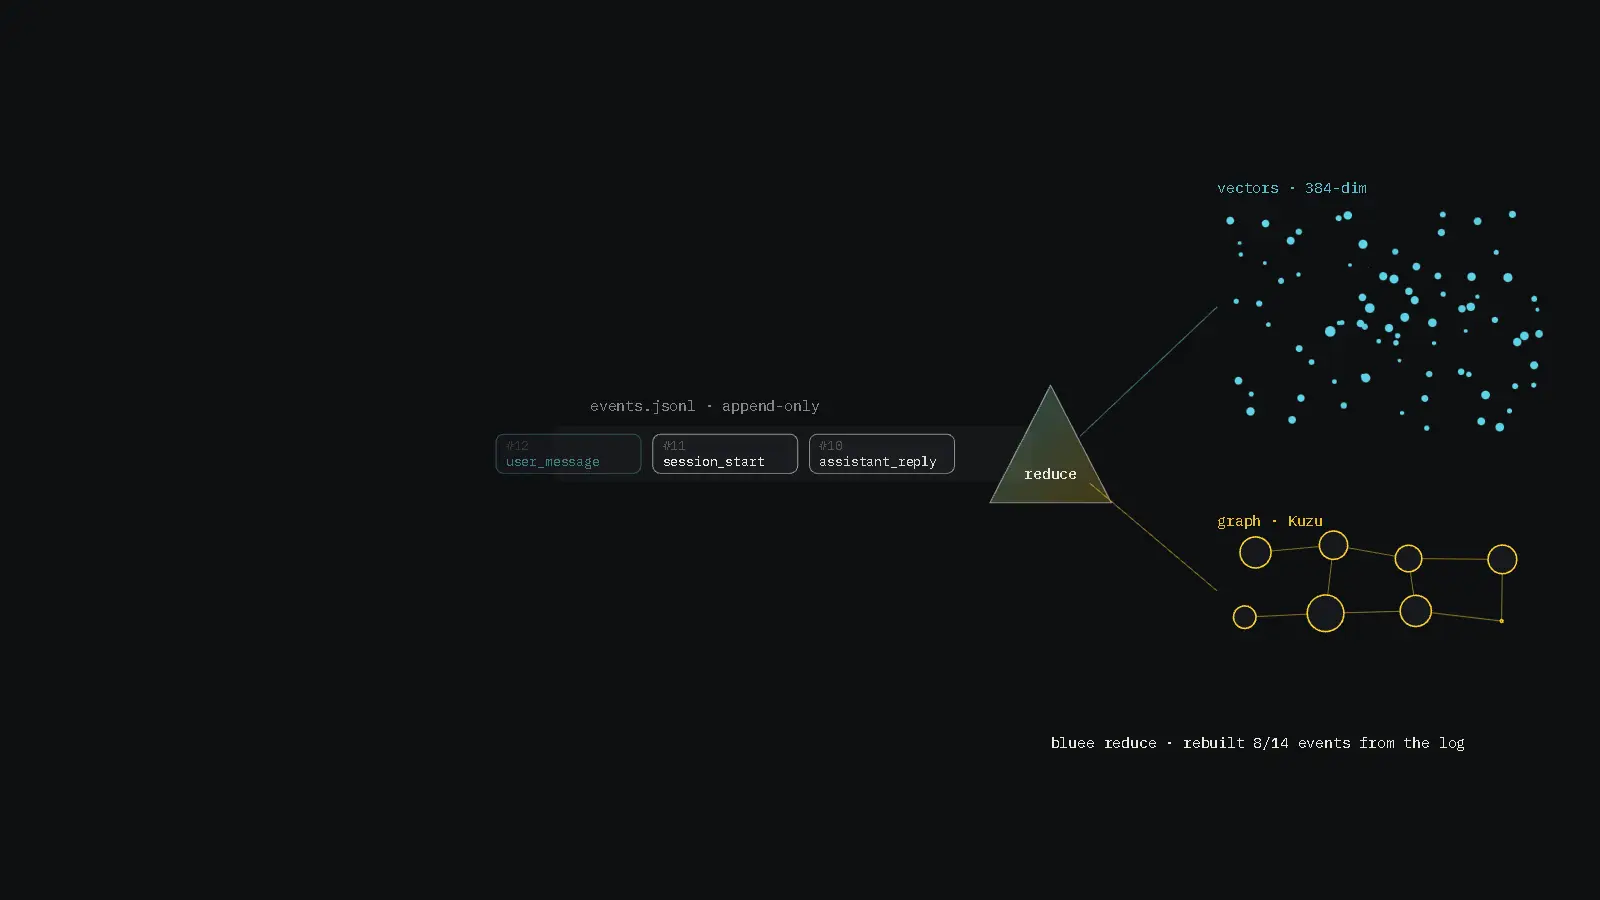 vectors · 384-dim
events.jsonl · append-only
#12
user_message
#11
session_start
#10
assistant_reply
reduce
graph · Kuzu
bluee reduce · rebuilt 8/14 events from the log